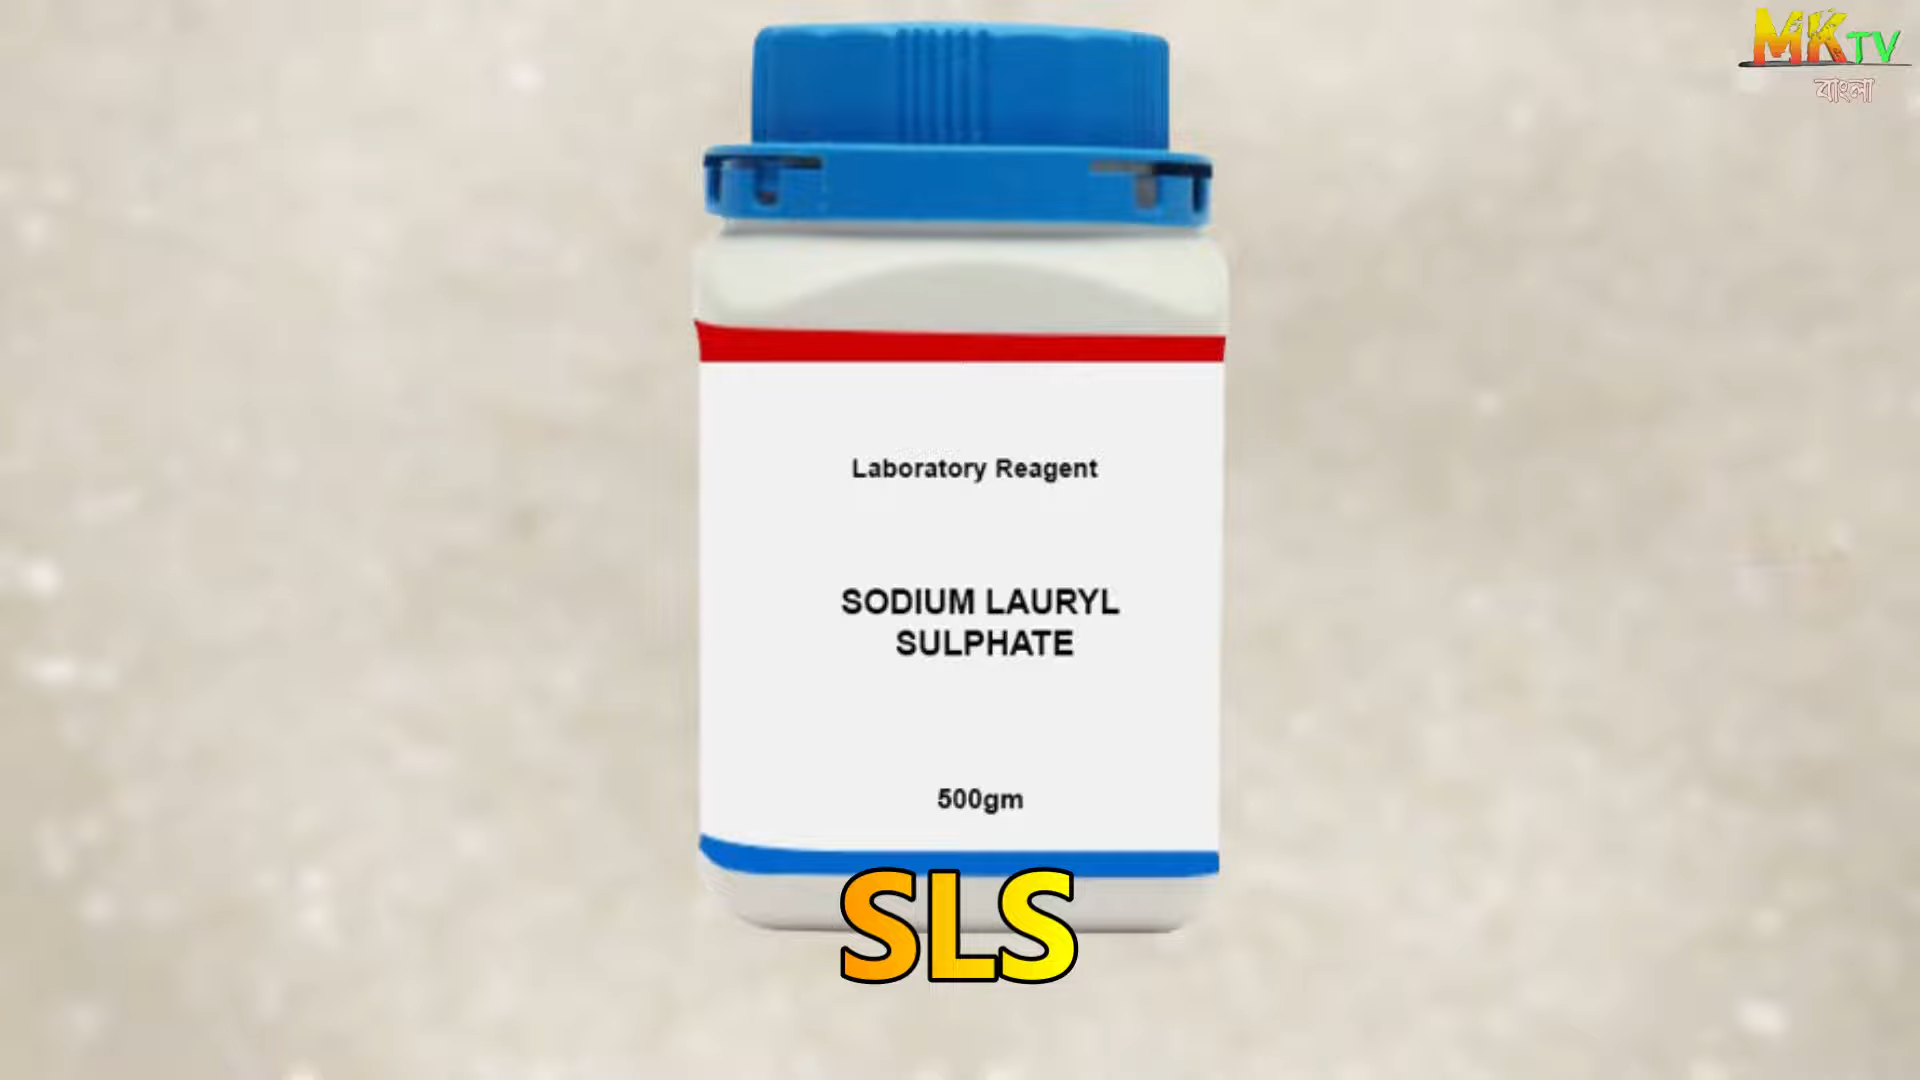 MKTV
বাংলা
Laboratory Reagent
SODIUM LAURYL
SULPHATE
500gm
SLS